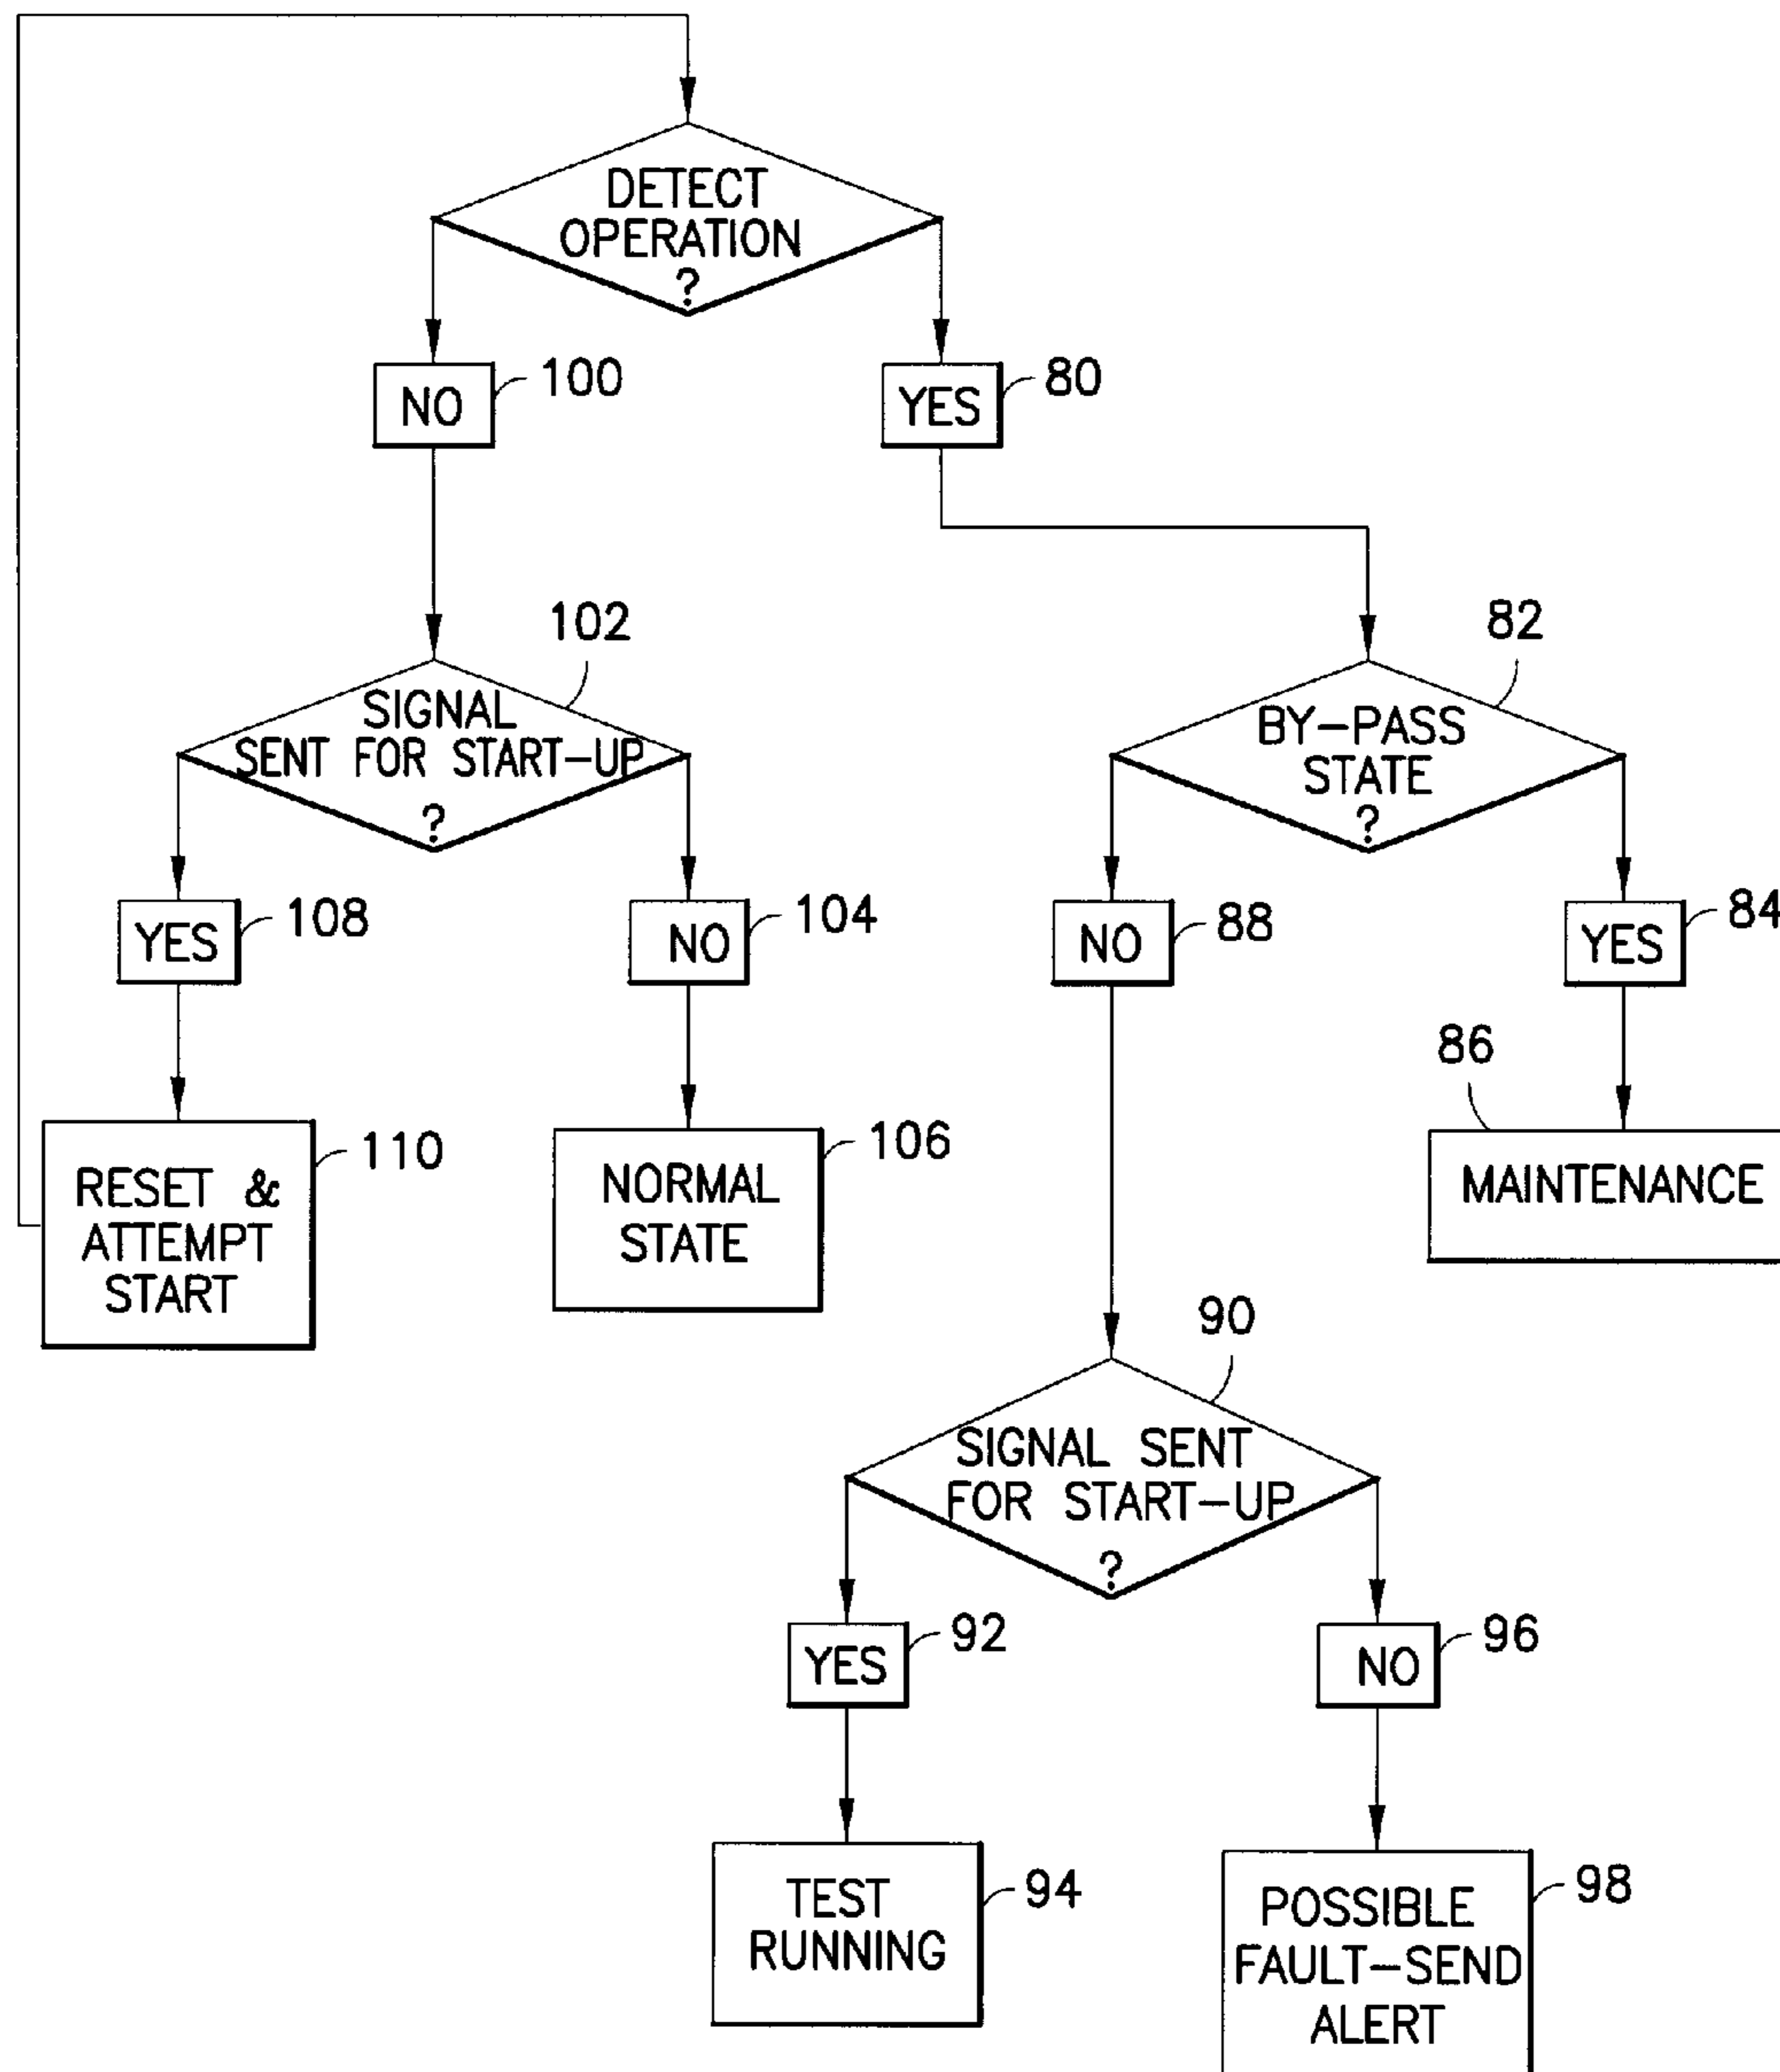 DETECT
OPERATION
?
NO
100
YES
80
102
SIGNAL
SENT FOR START-UP
?
82
BY-PASS
STATE
?
YES
108
NO
104
NO
88
YES
84
86
RESET &
ATTEMPT
START
110
NORMAL
STATE
106
MAINTENANCE
90
SIGNAL SENT
FOR START-UP
?
YES
92
NO
96
TEST
RUNNING
94
POSSIBLE
FAULT-SEND
ALERT
98